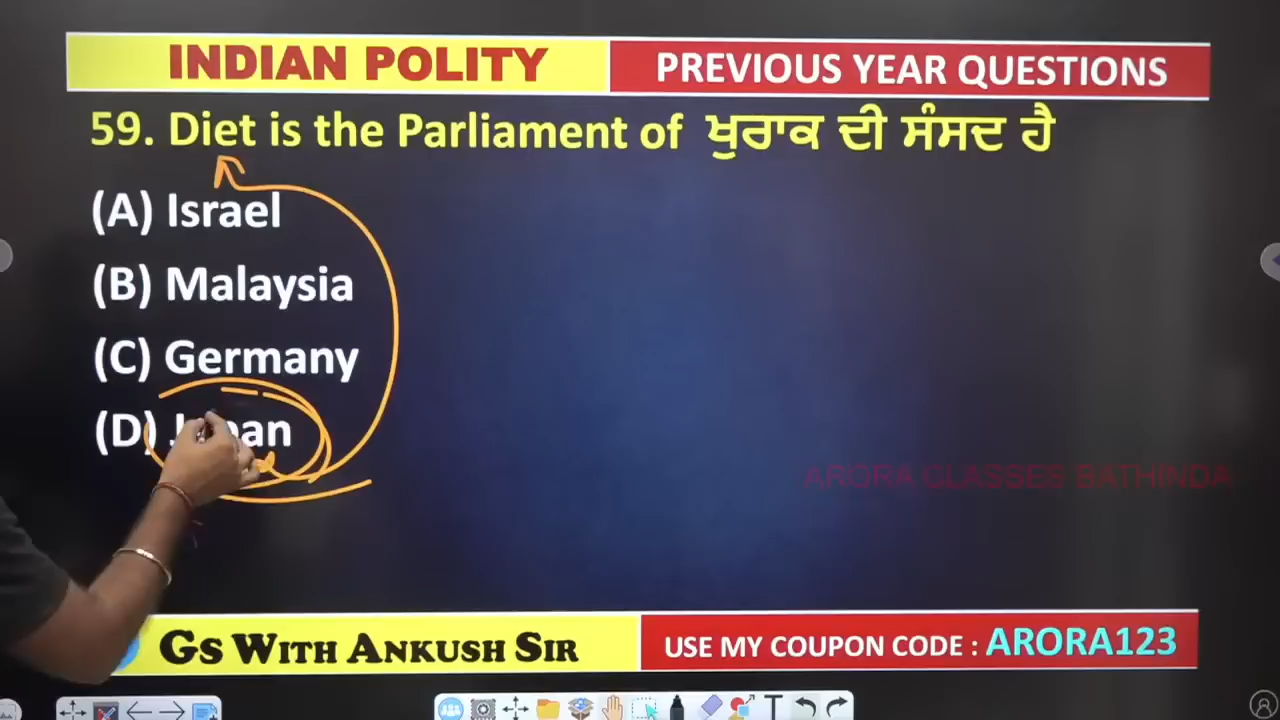 INDIAN POLITY
PREVIOUS YEAR QUESTIONS
59. Diet is the Parliament of ਖੁਰਾਕ ਦੀ ਸੰਸਦ ਹੈ
(A) Israel
(B) Malaysia
(C) Germany
(D) Japan
ARORA CLASSES BATHINDA
GS WITH ANKUSH SIR
USE MY COUPON CODE : ARORA123